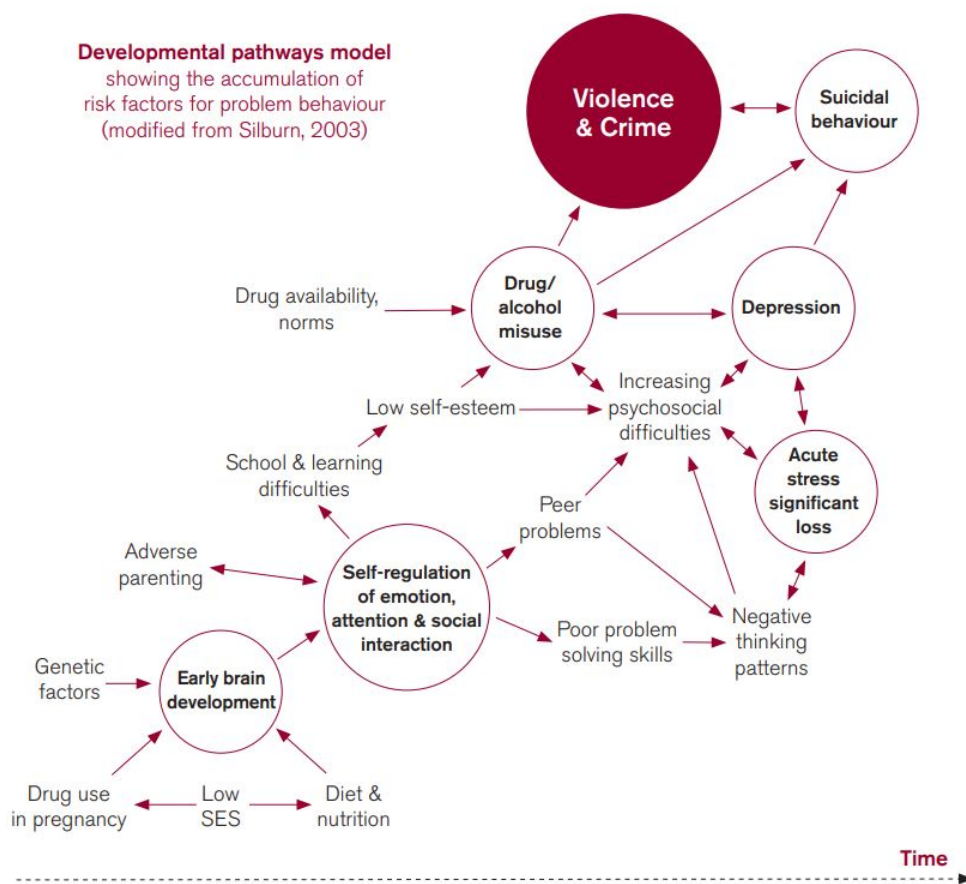 Developmental pathways model
showing the accumulation of
risk factors for problem behaviour
(modified from Silburn, 2003)
Violence
& Crime
Suicidal
behaviour
Drug availability,
norms
Drug/
alcohol
misuse
Depression
Low self-esteem
Increasing
psychosocial
difficulties
School & learning
difficulties
Acute
stress
significant
loss
Peer
problems
Adverse
parenting
Self-regulation
of emotion,
attention & social
interaction
Poor problem
solving skills
Negative
thinking
patterns
Genetic
factors
Early brain
development
Drug use
in pregnancy
Low
SES
Diet &
nutrition
Time